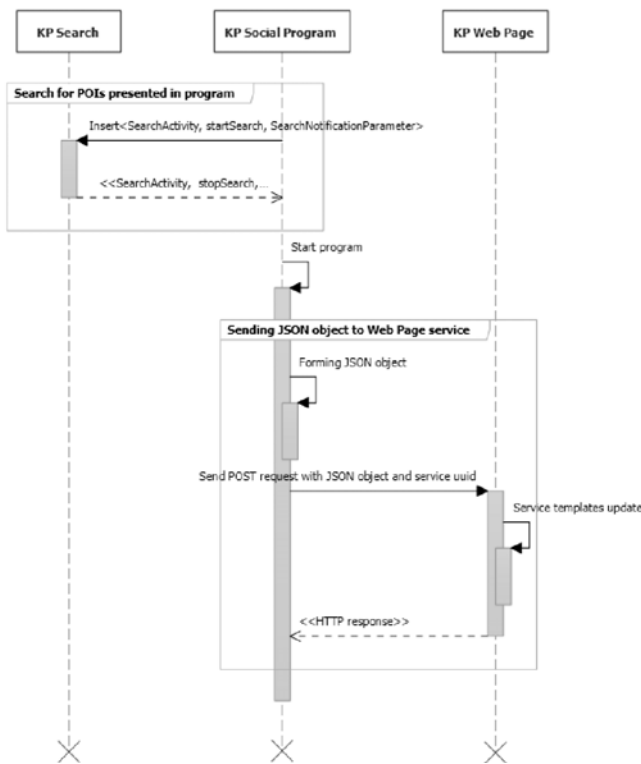 KP Search
KP Social Program
KP Web Page
Search for POIs presented in program
Insert<SearchActivity, startSearch, SearchNotificationParameter>
<<SearchActivity, stopSearch,...
Start program
Sending JSON object to Web Page service
Forming JSON object
Send POST request with JSON object and service uuid
Service templates update
<<HTTP response>>